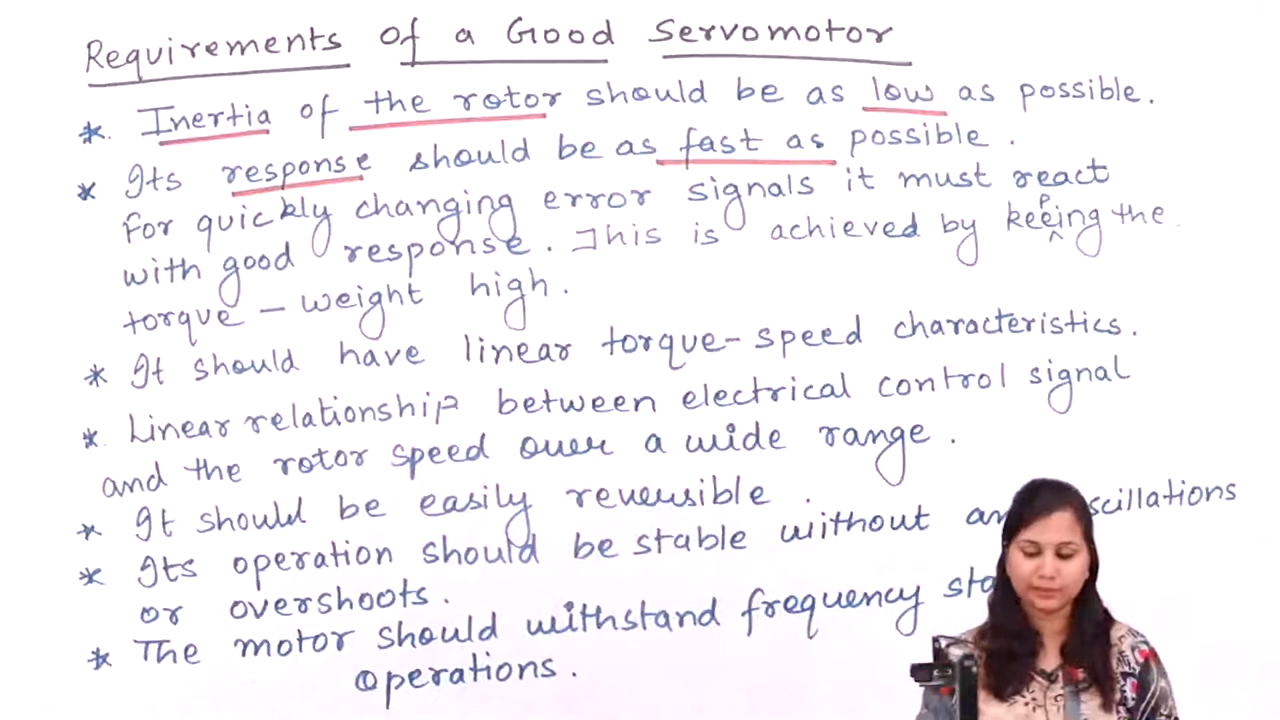 Requirements of a Good Servomotor
* Inertia of the rotor should be as low as possible.
* Its response should be as fast as possible.
For quickly changing error signals it must react
with good response. This is achieved by keeping the
torque - weight high.
* It should have linear torque-speed characteristics.
* Linear relationship between electrical control signal
and the rotor speed over a wide range.
* It should be easily reversible.
* Its operation should be stable without oscillations
or overshoots.
* The motor should withstand frequency
operations.